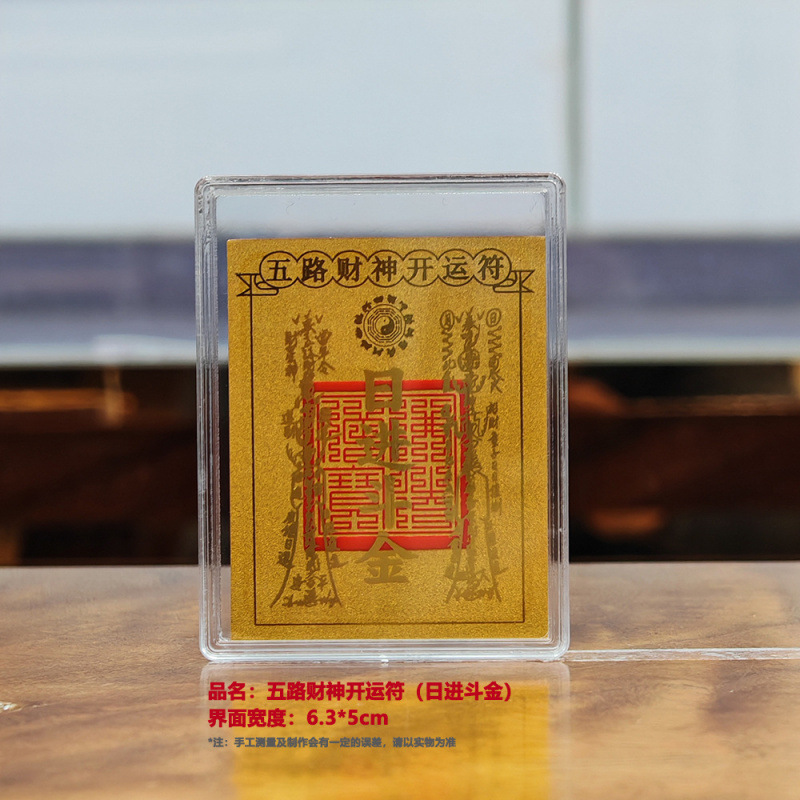 五路财神开运符
日进斗金
品名：五路财神开运符（日进斗金）
界面宽度：6.3*5cm
*注：手工测量及制作会有一定的误差，请以实物为准